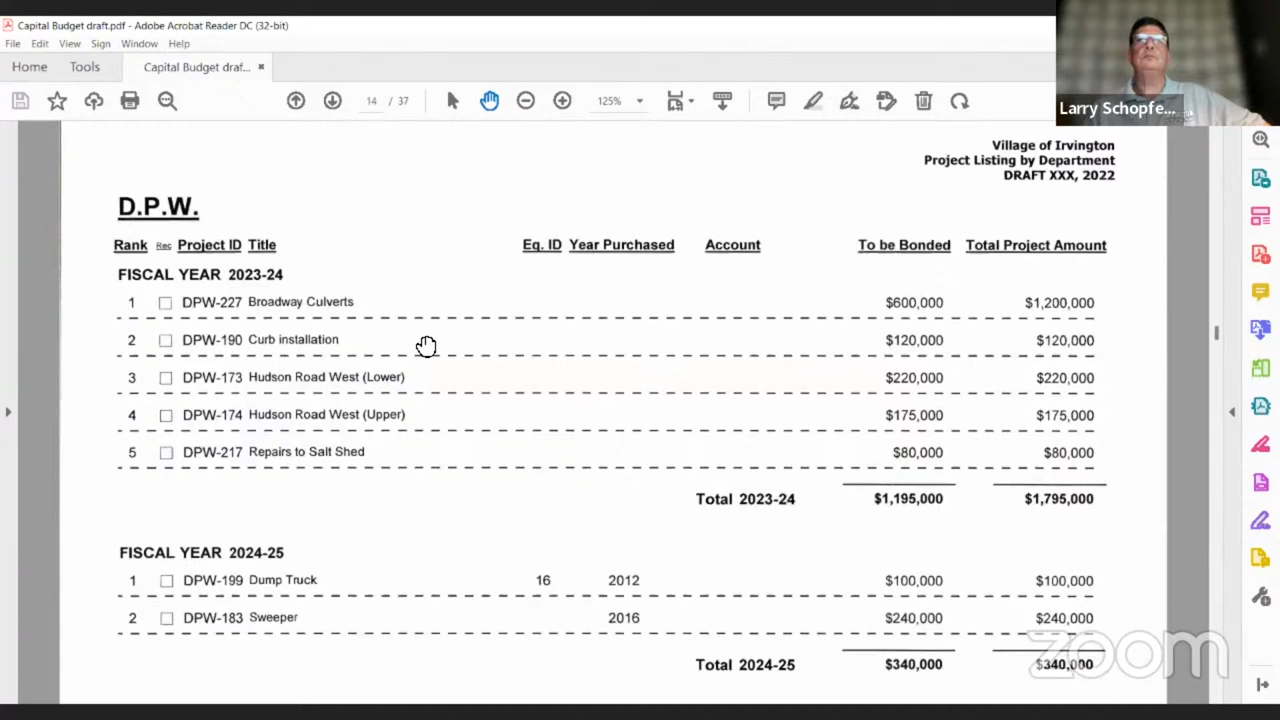 Capital Budget draft.pdf - Adobe Acrobat Reader DC (32-bit)
File Edit View Sign Window Help
Home Tools Capital Budget draf... ×
14 / 37 125%
Larry Schopfe...
Village of Irvington
Project Listing by Department
DRAFT XXX, 2022
D.P.W.
Rank Rec Project ID Title Eq. ID Year Purchased Account To be Bonded Total Project Amount
FISCAL YEAR 2023-24
1 DPW-227 Broadway Culverts $600,000 $1,200,000
2 DPW-190 Curb installation $120,000 $120,000
3 DPW-173 Hudson Road West (Lower) $220,000 $220,000
4 DPW-174 Hudson Road West (Upper) $175,000 $175,000
5 DPW-217 Repairs to Salt Shed $80,000 $80,000
Total 2023-24 $1,195,000 $1,795,000
FISCAL YEAR 2024-25
1 DPW-199 Dump Truck 16 2012 $100,000 $100,000
2 DPW-183 Sweeper 2016 $240,000 $240,000
Total 2024-25 $340,000 $340,000
zoom